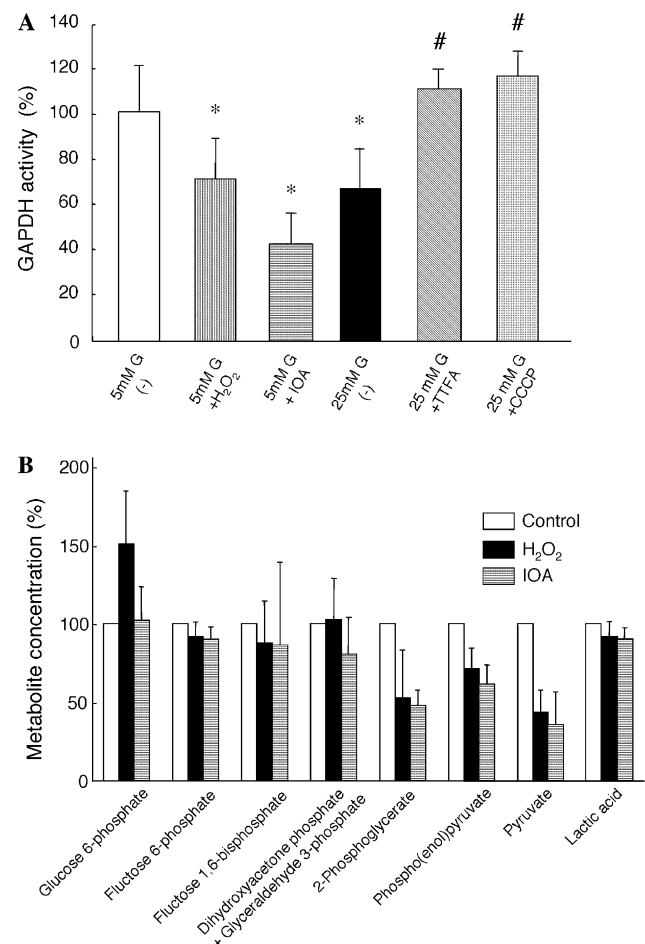 A
140
120
100
80
60
40
20
0
GAPDH activity (%)
*
*
*
#
#
5mM G
(-)
5mM G
+H₂O₂
5mM G
+ IOA
25mM G
(-)
25 mM G
+TTFA
25 mM G
+CCCP
B
200
150
100
50
0
Metabolite concentration (%)
Control
H₂O₂
IOA
Glucose 6-phosphate
Fluctose 6-phosphate
Fluctose 1,6-bisphosphate
Dihydroxyacetone phosphate
+ Glyceraldehyde 3-phosphate
2-Phosphoglycerate
Phospho(enol)pyruvate
Pyruvate
Lactic acid